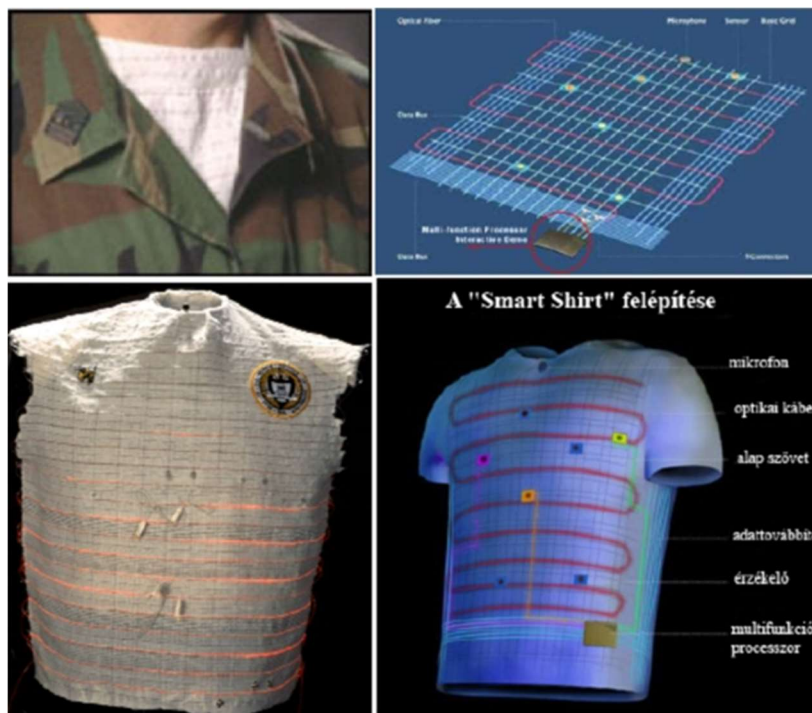 Optical Fiber
Microphone
Sensor
Base Grid
Data Bus
Multi-function Processor
Data Bus
T-Connectors
A "Smart Shirt" felépítése
mikrofon
optikai kábe
alap szövet
adattovábbít
érzékelő
multifunkció
processzor